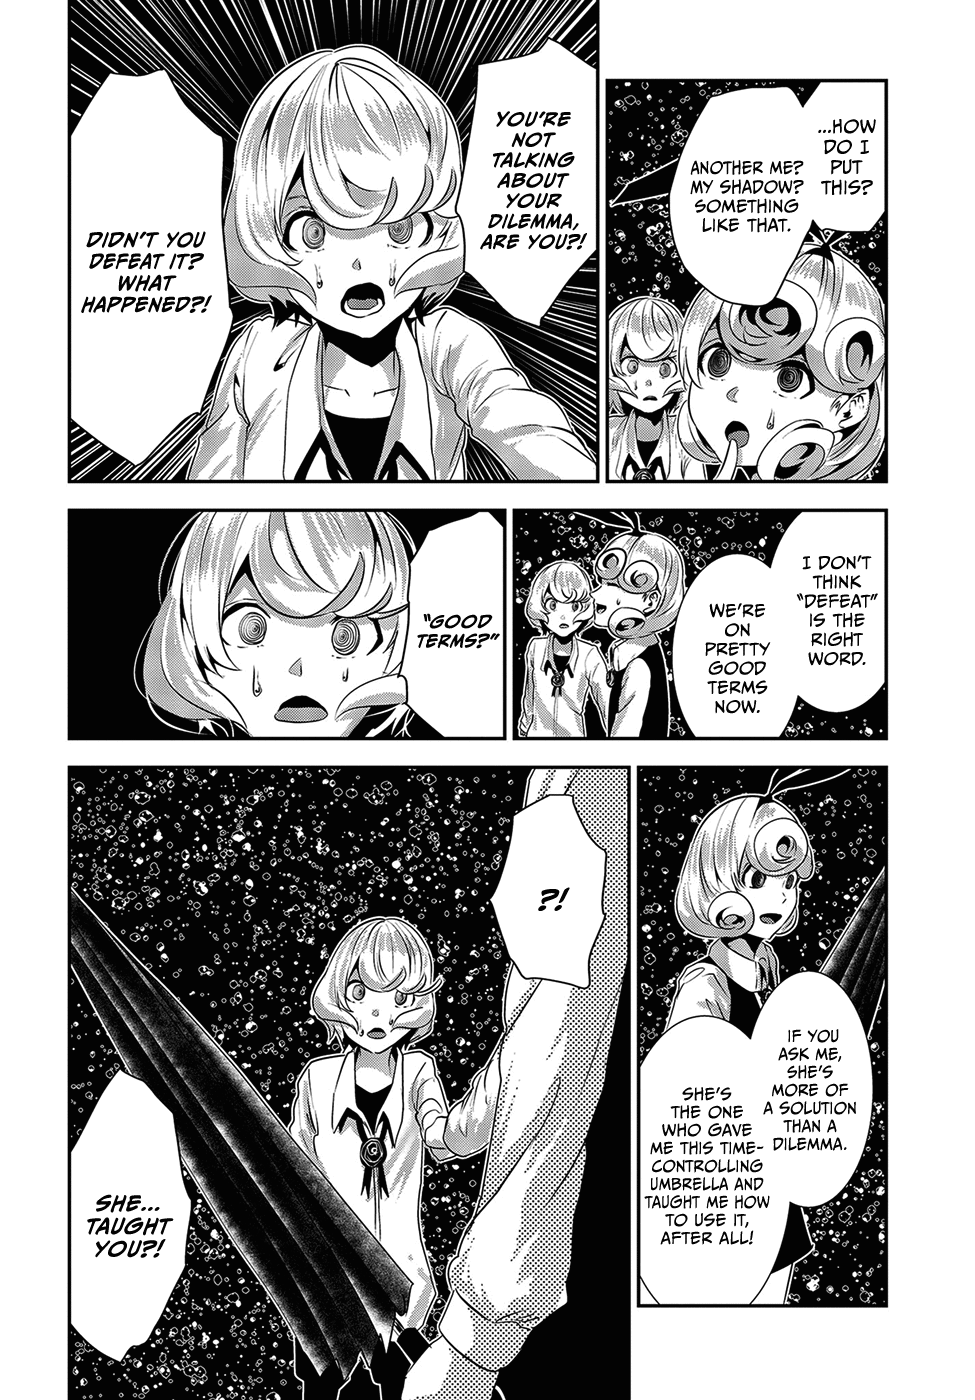 ...HOW
DO I
PUT
THIS?
ANOTHER ME?
MY SHADOW?
SOMETHING
LIKE THAT.
YOU'RE
NOT
TALKING
ABOUT
YOUR
DILEMMA,
ARE YOU?!
DIDN'T YOU
DEFEAT IT?
WHAT
HAPPENED?!
I DON'T
THINK
"DEFEAT"
IS THE
RIGHT
WORD.
WE'RE
ON
PRETTY
GOOD
TERMS
NOW.
"GOOD
TERMS?"
IF YOU
ASK ME,
SHE'S
MORE OF
A SOLUTION
THAN A
DILEMMA.
SHE'S
THE ONE
WHO GAVE
ME THIS TIME-
CONTROLLING
UMBRELLA AND
TAUGHT ME HOW
TO USE IT,
AFTER ALL!
?!
SHE...
TAUGHT
YOU?!